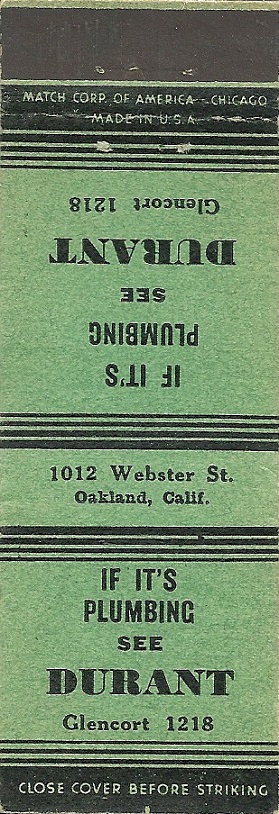 MATCH CORP. OF AMERICA - CHICAGO
MADE IN U.S.A.
IF IT'S
PLUMBING
SEE
DURANT
Glencort 1218
1012 Webster St.
Oakland, Calif.
IF IT'S
PLUMBING
SEE
DURANT
Glencort 1218
CLOSE COVER BEFORE STRIKING